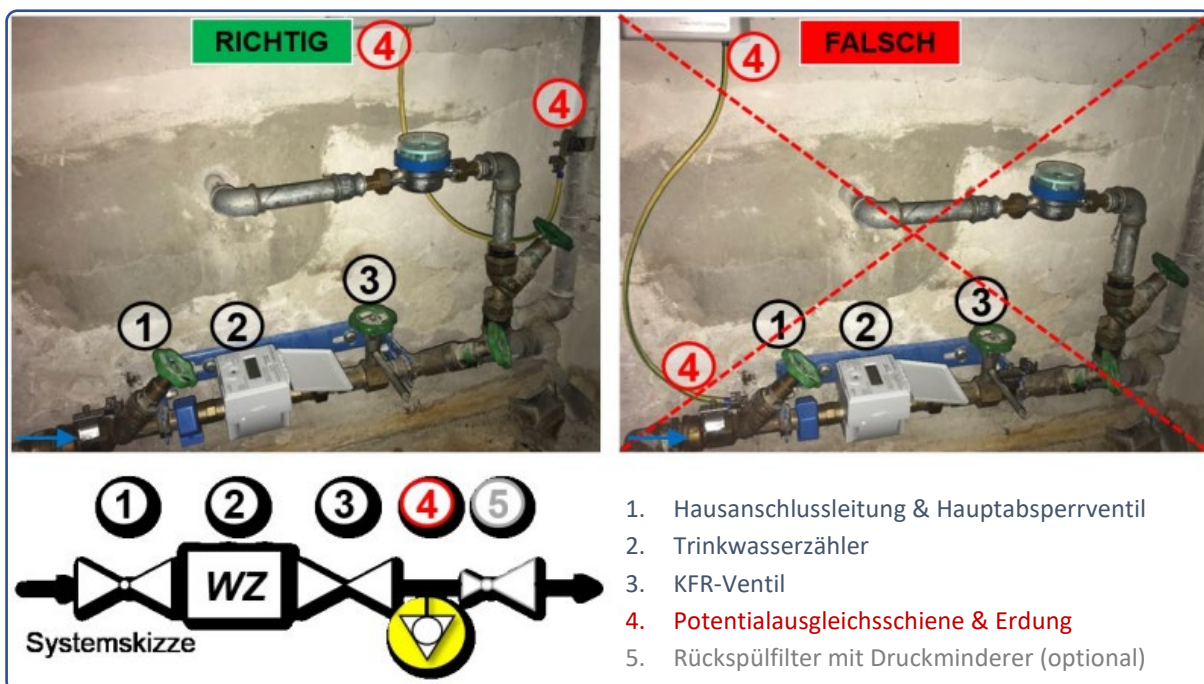 RICHTIG
4
4
3
1
2
FALSCH
4
3
1
2
4
1
2
3
4
5
WZ
Systemskizze
1. Hausanschlussleitung & Hauptabsperrventil
2. Trinkwasserzähler
3. KFR-Ventil
4. Potentialausgleichsschiene & Erdung
5. Rückspülfilter mit Druckminderer (optional)